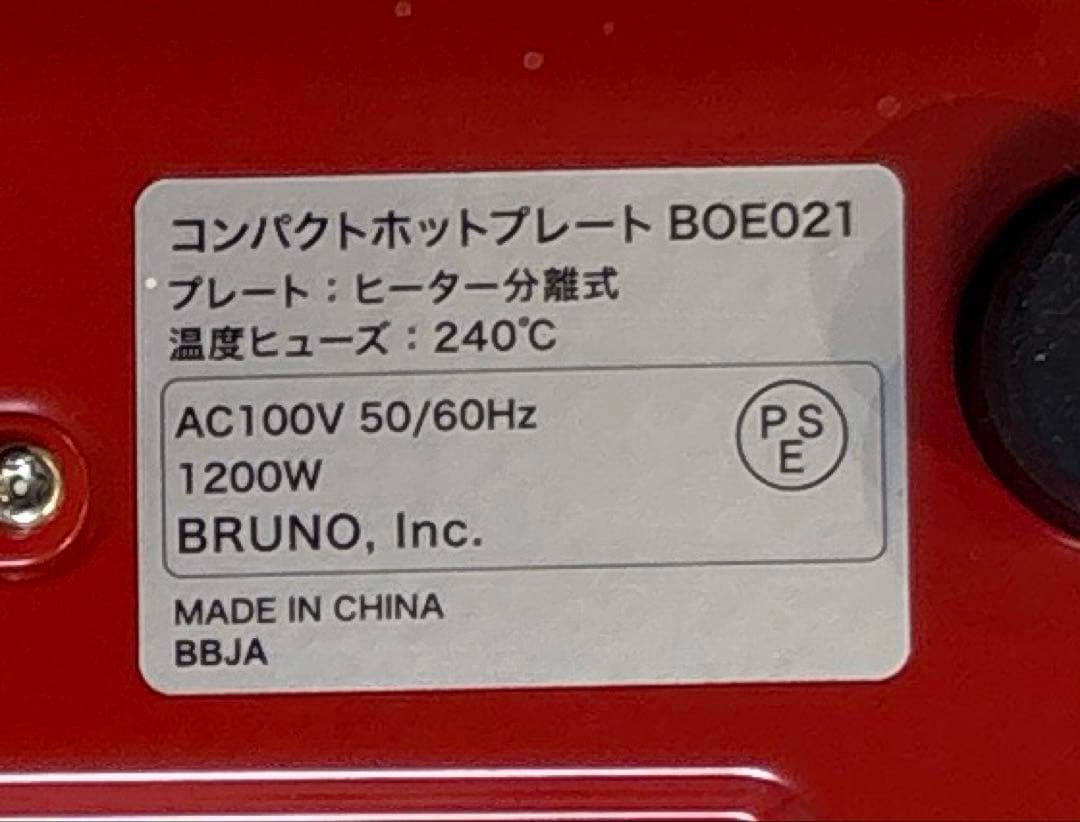 コンパクトホットプレート BOE021
プレート：ヒーター分離式
温度ヒューズ：240℃
AC100V 50/60Hz
1200W
BRUNO, Inc.
PSE
MADE IN CHINA
BBJA